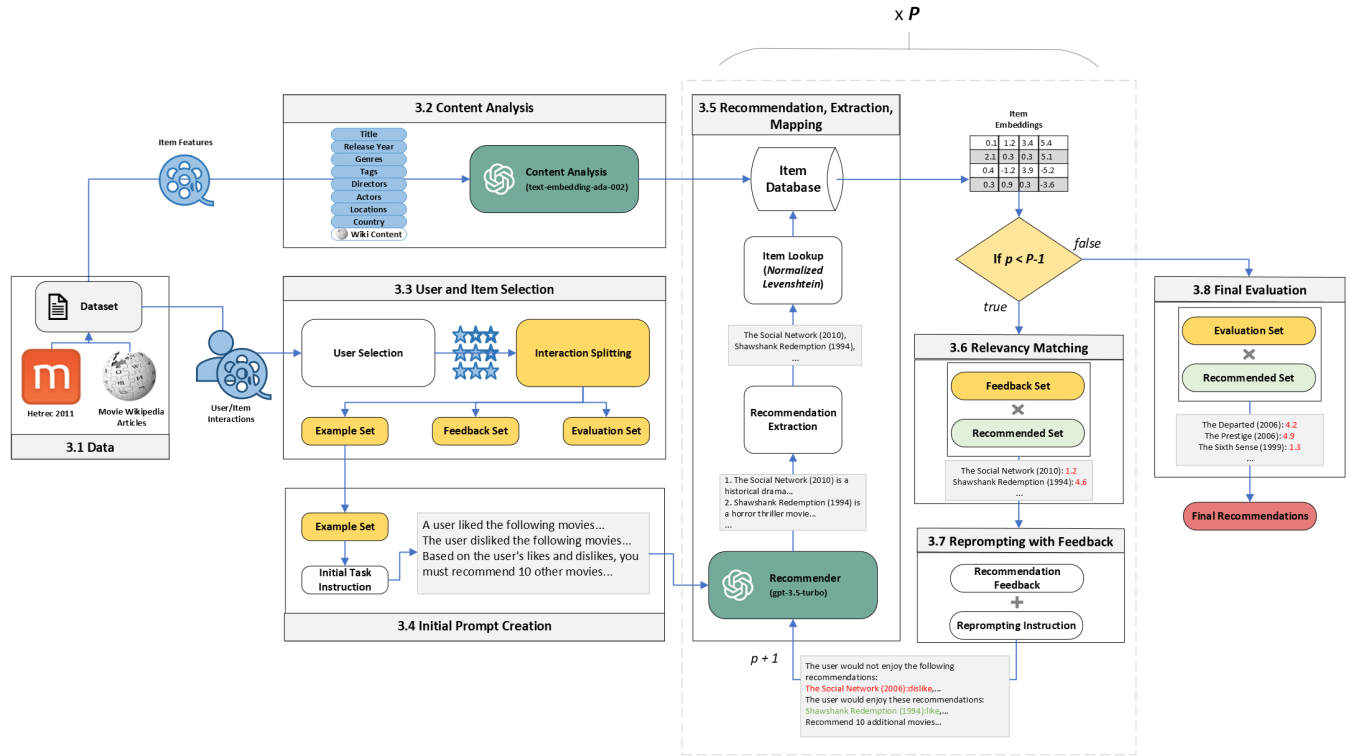 x P
3.2 Content Analysis
Title
Release Year
Genres
Tags
Directors
Actors
Locations
Country
Wiki Content
Content Analysis
(text-embedding-ada-002)
Item Features
3.5 Recommendation, Extraction,
Mapping
Item
Database
Item Lookup
(Normalized
Levenshtein)
The Social Network (2010),
Shawshank Redemption (1994),
...
Recommendation
Extraction
1. The Social Network (2010) is a
historical drama...
2. Shawshank Redemption (1994) is
a horror thriller movie...
...
Recommender
(gpt-3.5-turbo)
Item
Embeddings
0.1 1.2 3.4 5.4
2.1 0.3 0.3 5.1
0.4 -1.2 3.9 -5.2
0.3 0.9 0.3 -3.6
If p < P-1
false
true
Dataset
m
Hetrec 2011
Movie Wikipedia
Articles
3.1 Data
User/Item
Interactions
3.3 User and Item Selection
User Selection
Interaction Splitting
Example Set
Feedback Set
Evaluation Set
Example Set
Initial Task
Instruction
A user liked the following movies...
The user disliked the following movies...
Based on the user's likes and dislikes, you
must recommend 10 other movies...
3.4 Initial Prompt Creation
3.6 Relevancy Matching
Feedback Set
Recommended Set
The Social Network (2010): 1.2
Shawshank Redemption (1994): 4.6
...
3.7 Reprompting with Feedback
Recommendation
Feedback
+
Reprompting Instruction
p + 1
The user would not enjoy the following
recommendations:
The Social Network (2006):dislike,...
The user would enjoy these recommendations:
Shawshank Redemption (1994):like,...
Recommend 10 additional movies...
3.8 Final Evaluation
Evaluation Set
Recommended Set
The Departed (2006): 4.2
The Prestige (2006): 4.9
The Sixth Sense (1999): 1.3
...
Final Recommendations